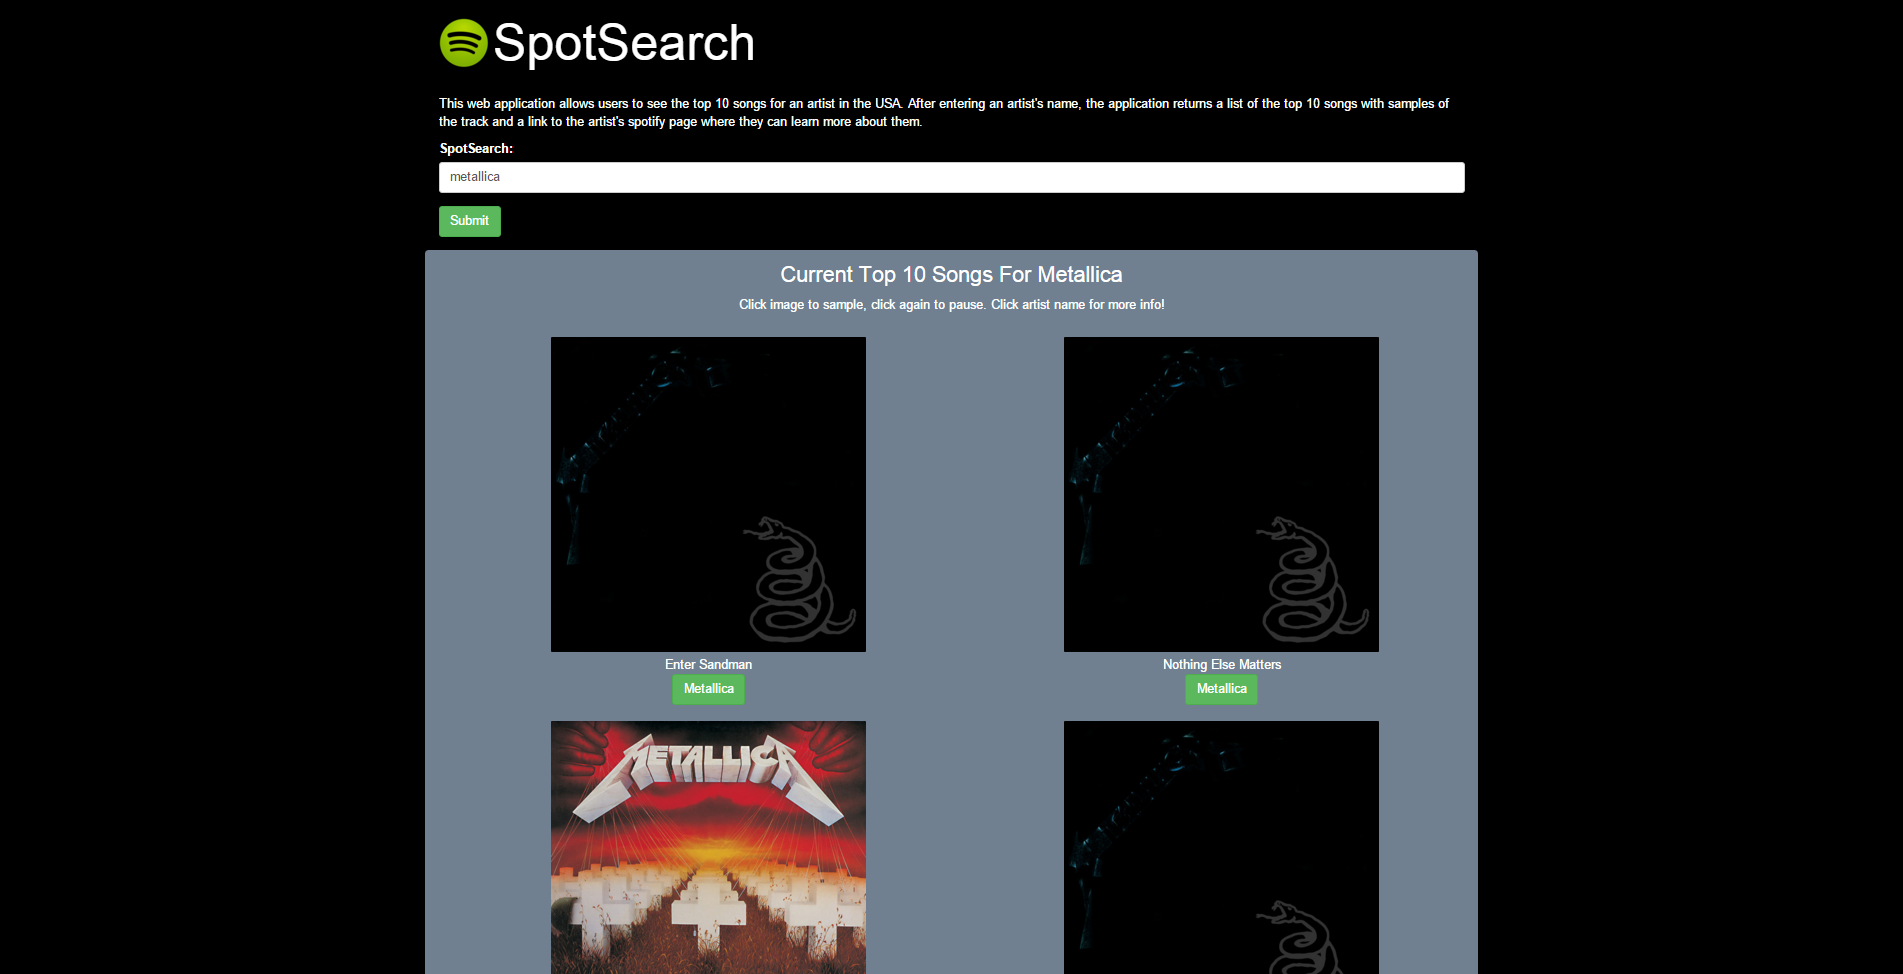 SpotSearch
This web application allows users to see the top 10 songs for an artist in the USA. After entering an artist's name, the application returns a list of the top 10 songs with samples of
the track and a link to the artist's spotify page where they can learn more about them.
SpotSearch:
metallica
Submit
Current Top 10 Songs For Metallica
Click image to sample, click again to pause. Click artist name for more info!
Enter Sandman
Nothing Else Matters
Metallica
Metallica
METALLICA